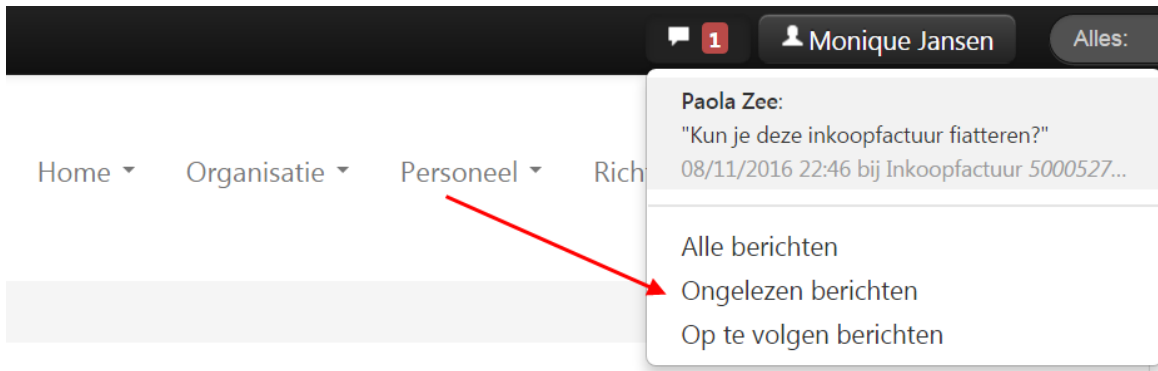 1 Monique Jansen Alles:
Paola Zee:
"Kun je deze inkoopfactuur fiatteren?"
08/11/2016 22:46 bij Inkoopfactuur 5000527...
Home Organisatie Personeel Rich
Alle berichten
Ongelezen berichten
Op te volgen berichten